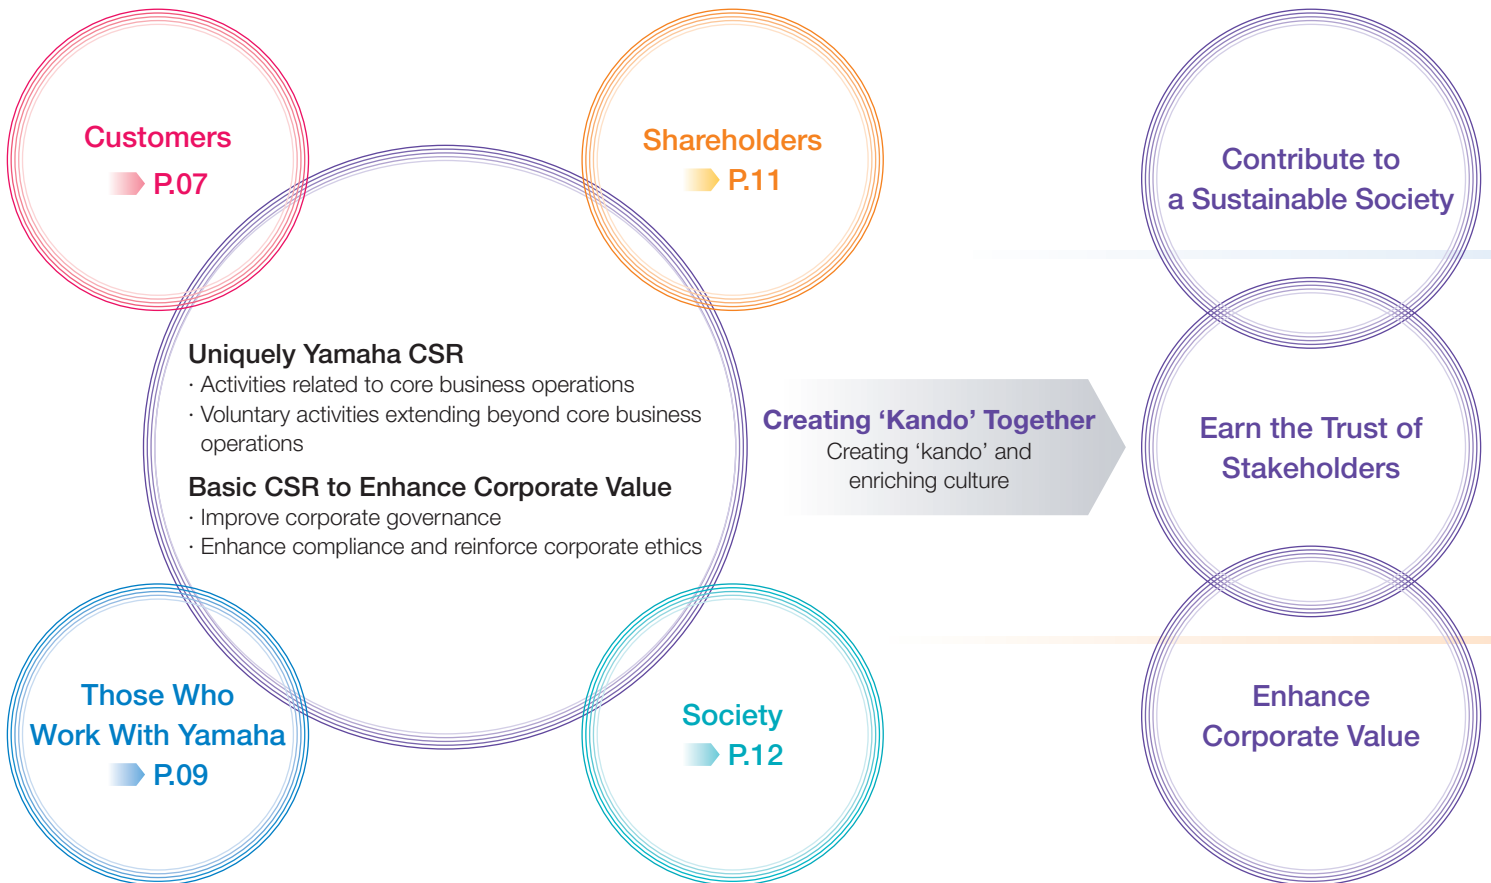 Customers
P.07
Shareholders
P.11
Uniquely Yamaha CSR
· Activities related to core business operations
· Voluntary activities extending beyond core business
operations
Basic CSR to Enhance Corporate Value
· Improve corporate governance
· Enhance compliance and reinforce corporate ethics
Those Who
Work With Yamaha
P.09
Society
P.12
Creating ‘Kando’ Together
Creating ‘kando’ and
enriching culture
Contribute to
a Sustainable Society
Earn the Trust of
Stakeholders
Enhance
Corporate Value